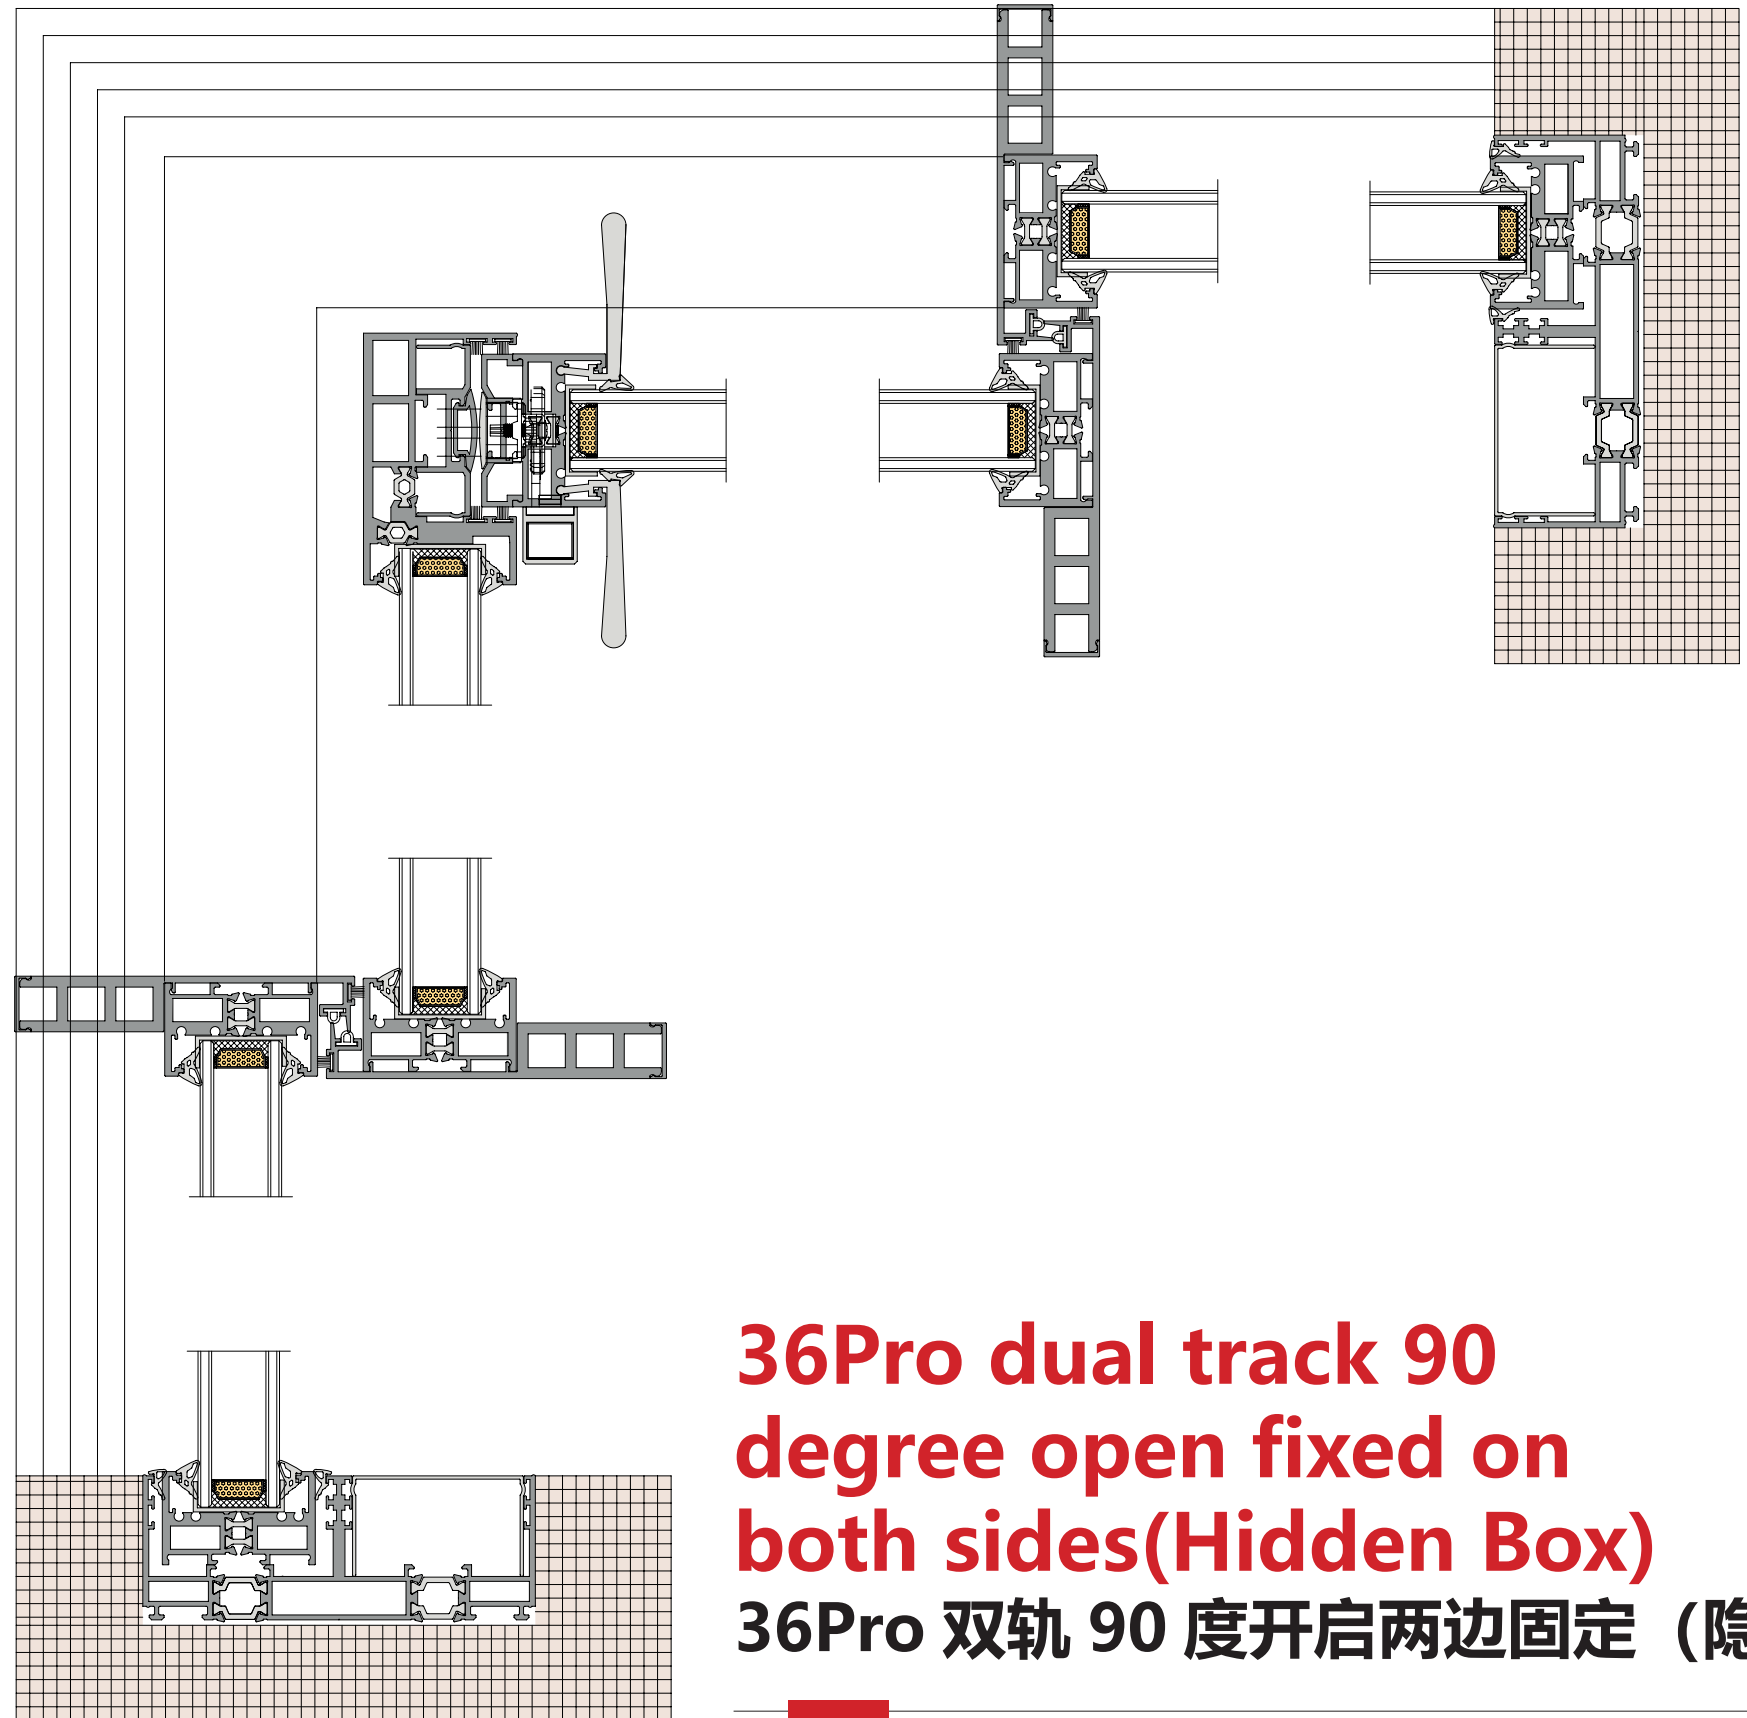 36Pro dual track 90
degree open fixed on
both sides(Hidden Box)
36Pro 双轨 90 度开启两边固定（隐